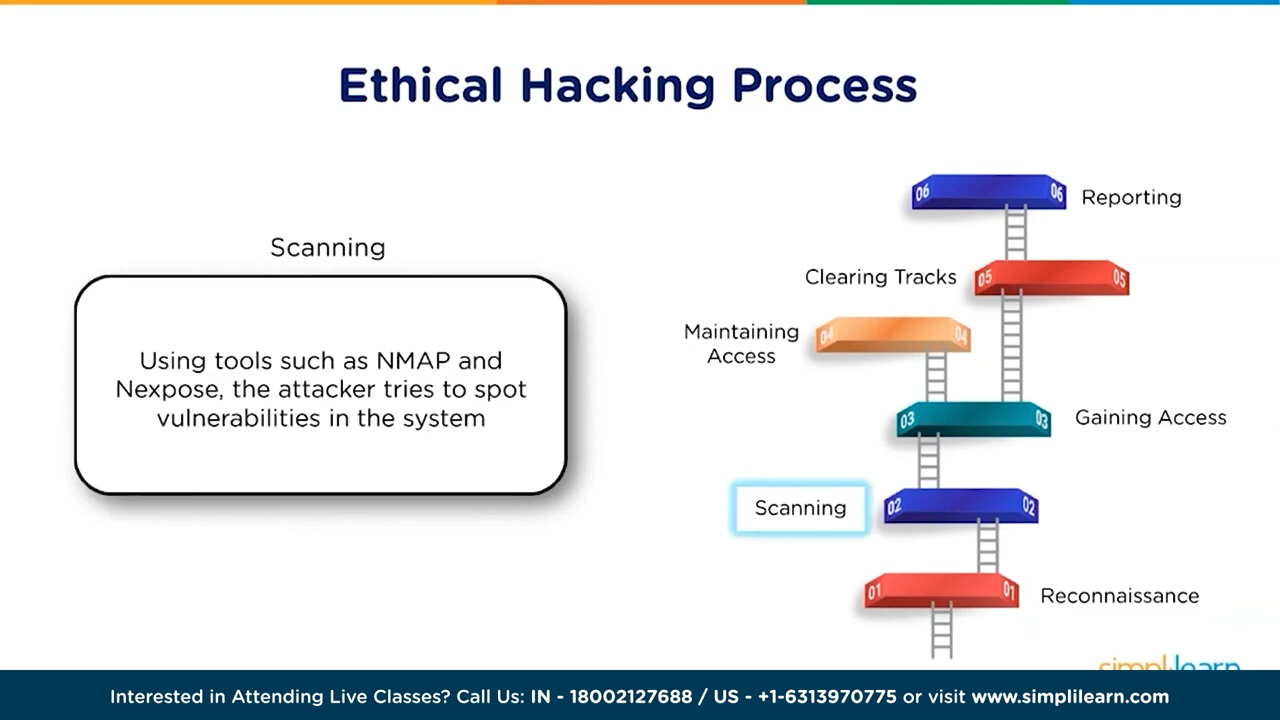 Ethical Hacking Process
Scanning
Using tools such as NMAP and
Nexpose, the attacker tries to spot
vulnerabilities in the system
06 06 Reporting
Clearing Tracks 05 05
Maintaining
Access
04 04
03 03 Gaining Access
Scanning 02 02
01 01 Reconnaissance
simplilearn
Interested in Attending Live Classes? Call Us: IN - 18002127688 / US - +1-6313970775 or visit www.simplilearn.com